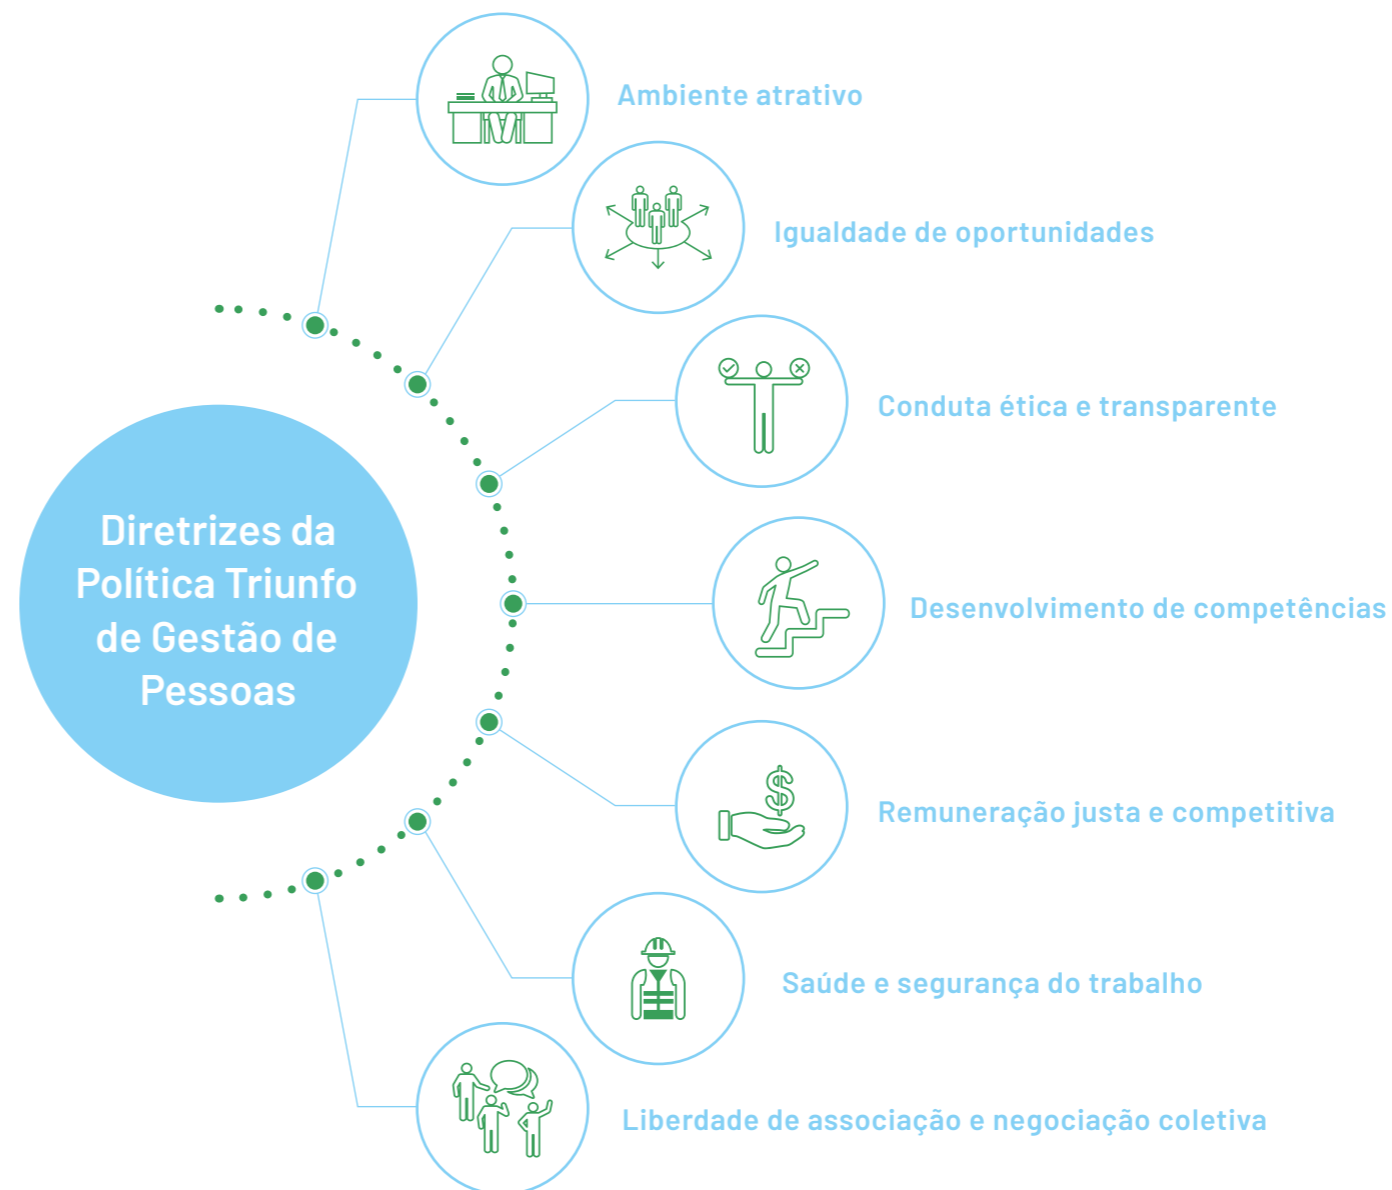 Diretrizes da
Política Triunfo
de Gestão de
Pessoas
Ambiente atrativo
Igualdade de oportunidades
Conduta ética e transparente
Desenvolvimento de competências
Remuneração justa e competitiva
Saúde e segurança do trabalho
Liberdade de associação e negociação coletiva